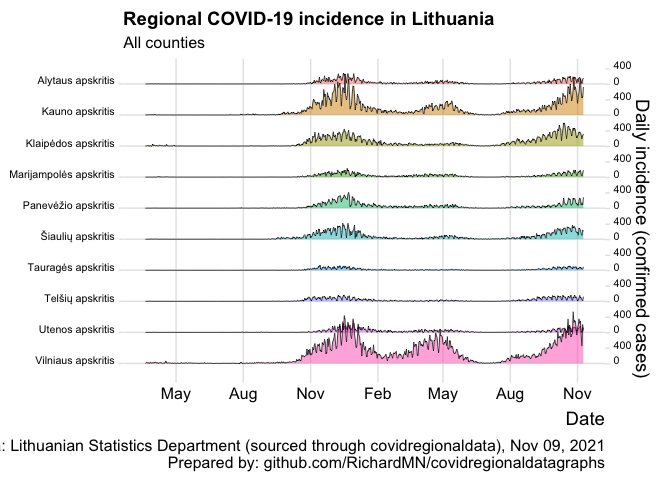 Regional COVID-19 incidence in Lithuania
All counties
Alytaus apskritis
Kauno apskritis
Klaipėdos apskritis
Marijampolės apskritis
Panevėžio apskritis
Šiaulių apskritis
Tauragės apskritis
Telšių apskritis
Utenos apskritis
Vilniaus apskritis
400
0
400
0
400
0
400
0
400
0
400
0
400
0
400
0
400
0
400
0
Daily incidence (confirmed cases)
May
Aug
Nov
Feb
May
Aug
Nov
Date
: Lithuanian Statistics Department (sourced through covidregionaldata), Nov 09, 2021
Prepared by: github.com/RichardMN/covidregionaldatagraphs